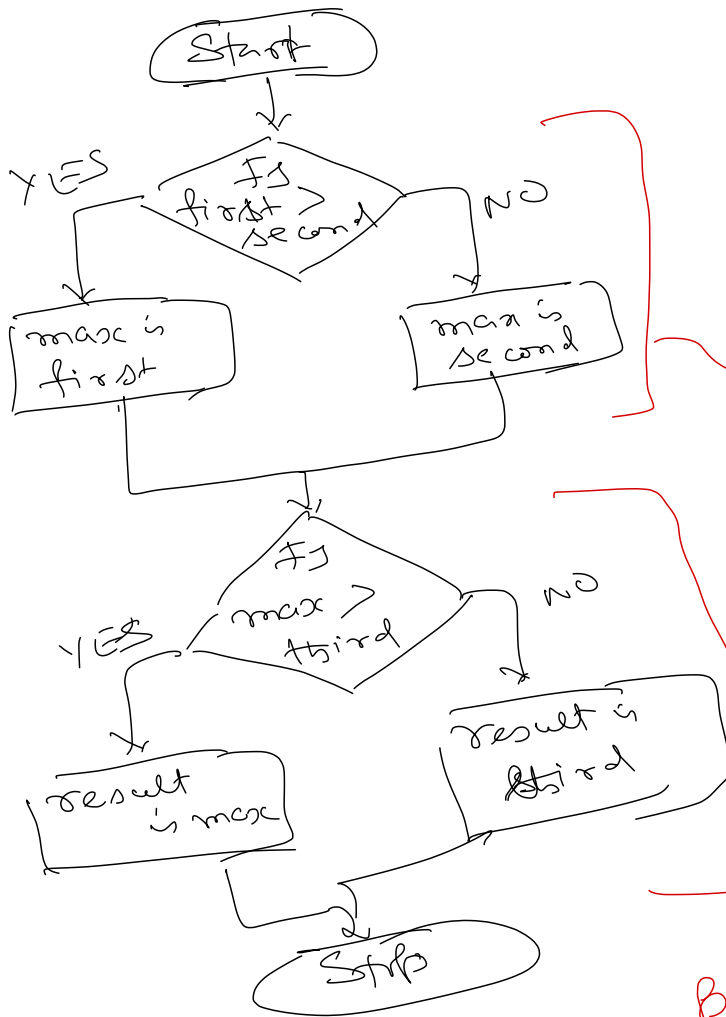 Start
YES
Is
first >
second
NO
max is
first
max is
second
Is
max >
third
YES
NO
result
is max
result is
third
Stop
B